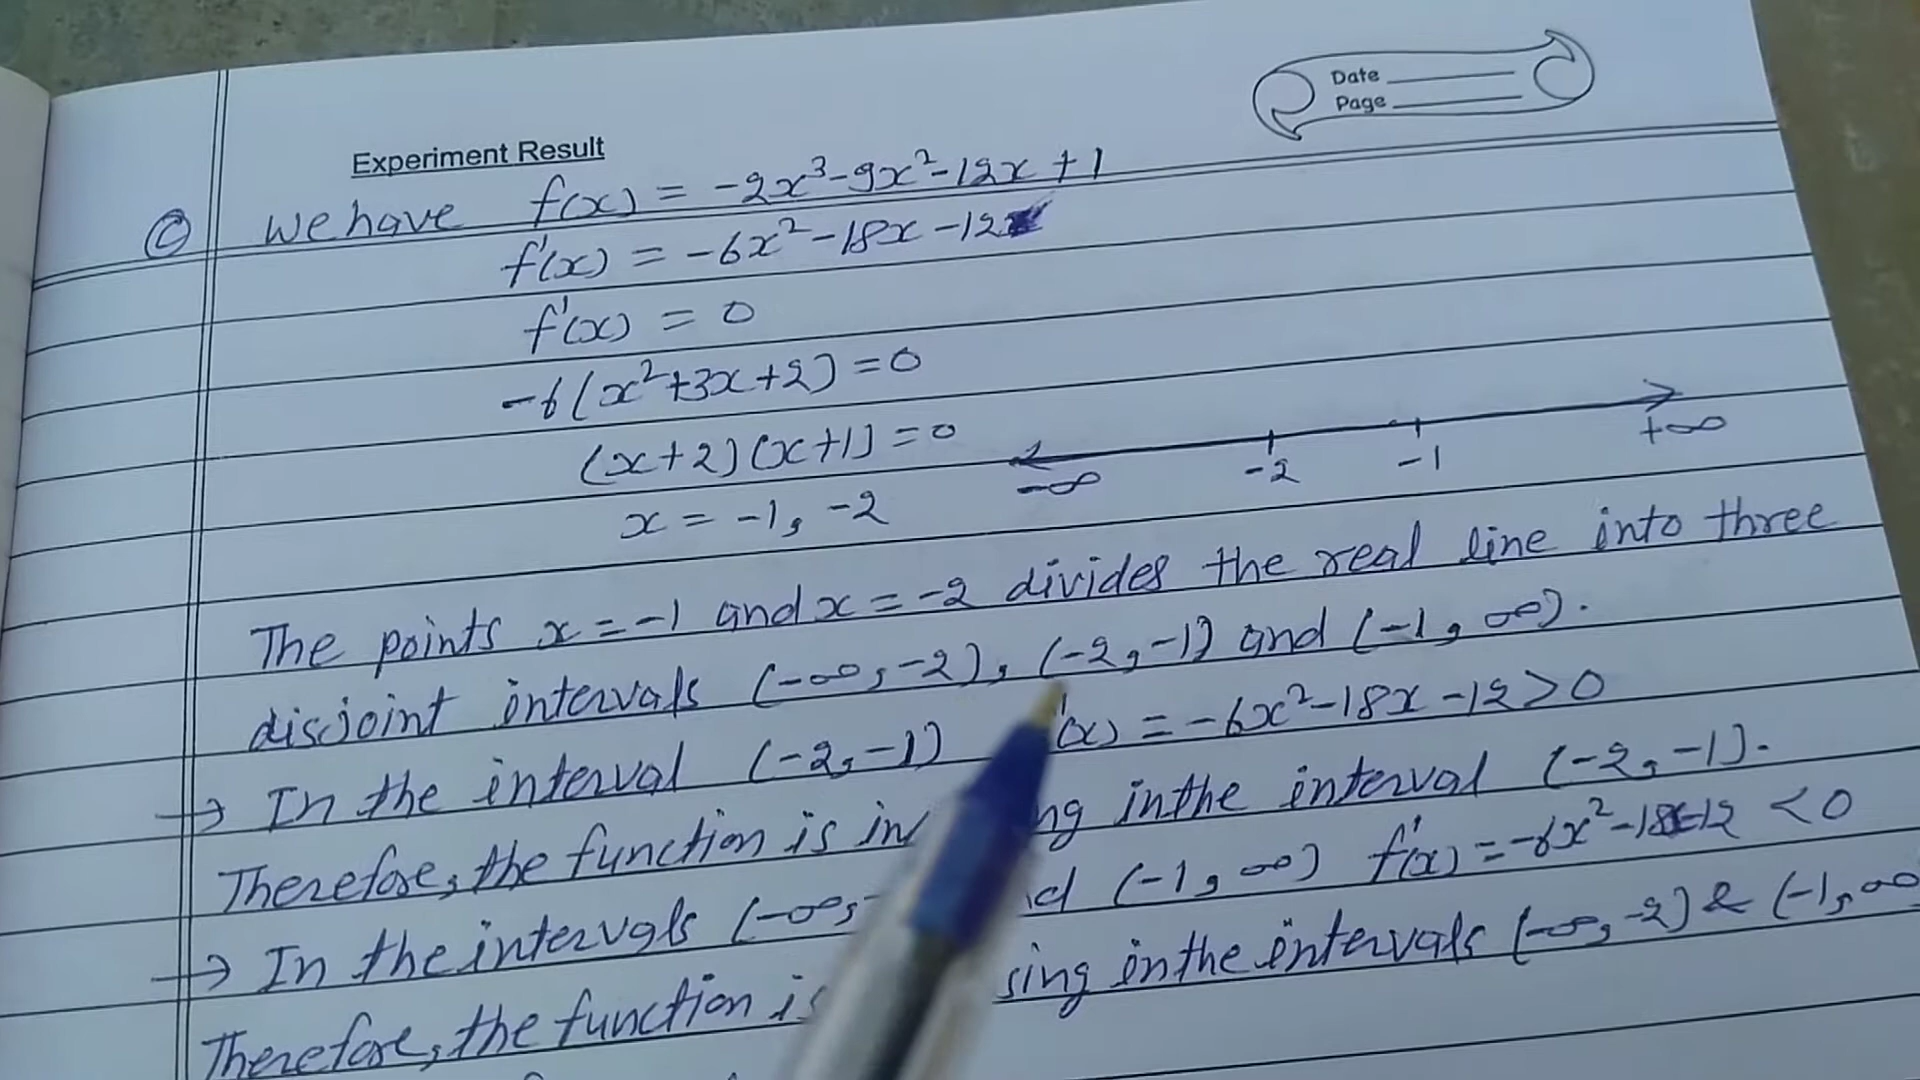 Date
Page
Experiment Result
(c) We have f(x) = -2x³-9x²-12x+1
f'(x) = -6x²-18x-12
f'(x) = 0
-6(x²+3x+2) = 0
(x+2)(x+1) = 0
x = -1, -2
-∞ -2 -1 +∞
The points x = -1 and x = -2 divides the real line into three
disjoint intervals (-∞, -2), (-2, -1) and (-1, ∞).
→ In the interval (-2, -1) (x) = -6x²-18x-12>0
Therefore, the function is in the interval (-2, -1).
→ In the intervals (-∞, (-1, ∞) f'(x) = -6x²-18x-12 < 0
Therefore, the function is in the intervals (-∞, -2) & (-1, ∞